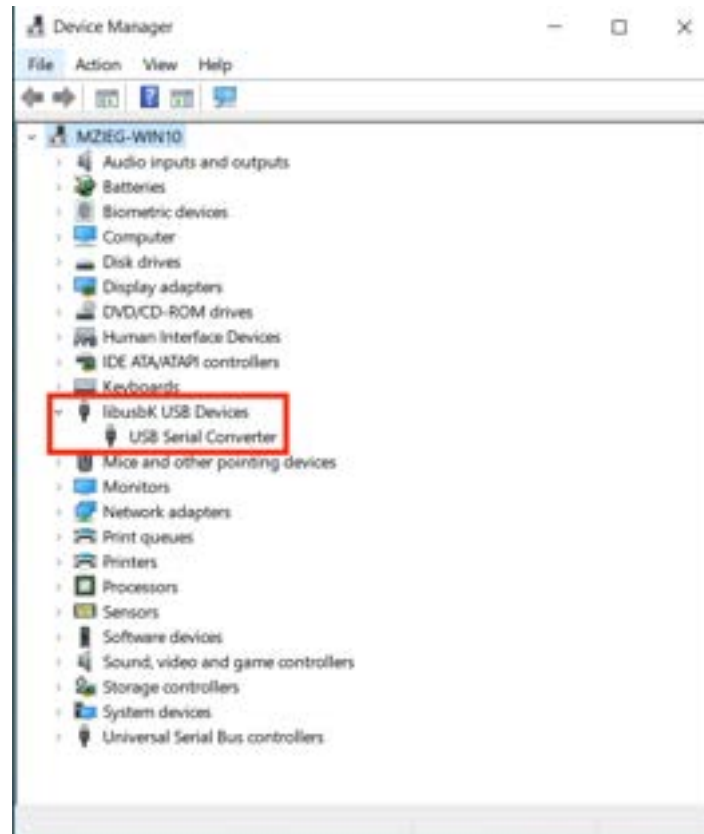 Device Manager
File Action View Help
MZIEG-WIN10
Audio inputs and outputs
Batteries
Biometric devices
Computer
Disk drives
Display adapters
DVD/CD-ROM drives
Human Interface Devices
IDE ATA/ATAPI controllers
Keyboards
libusbK USB Devices
USB Serial Converter
Mice and other pointing devices
Monitors
Network adapters
Print queues
Printers
Processors
Sensors
Software devices
Sound, video and game controllers
Storage controllers
System devices
Universal Serial Bus controllers